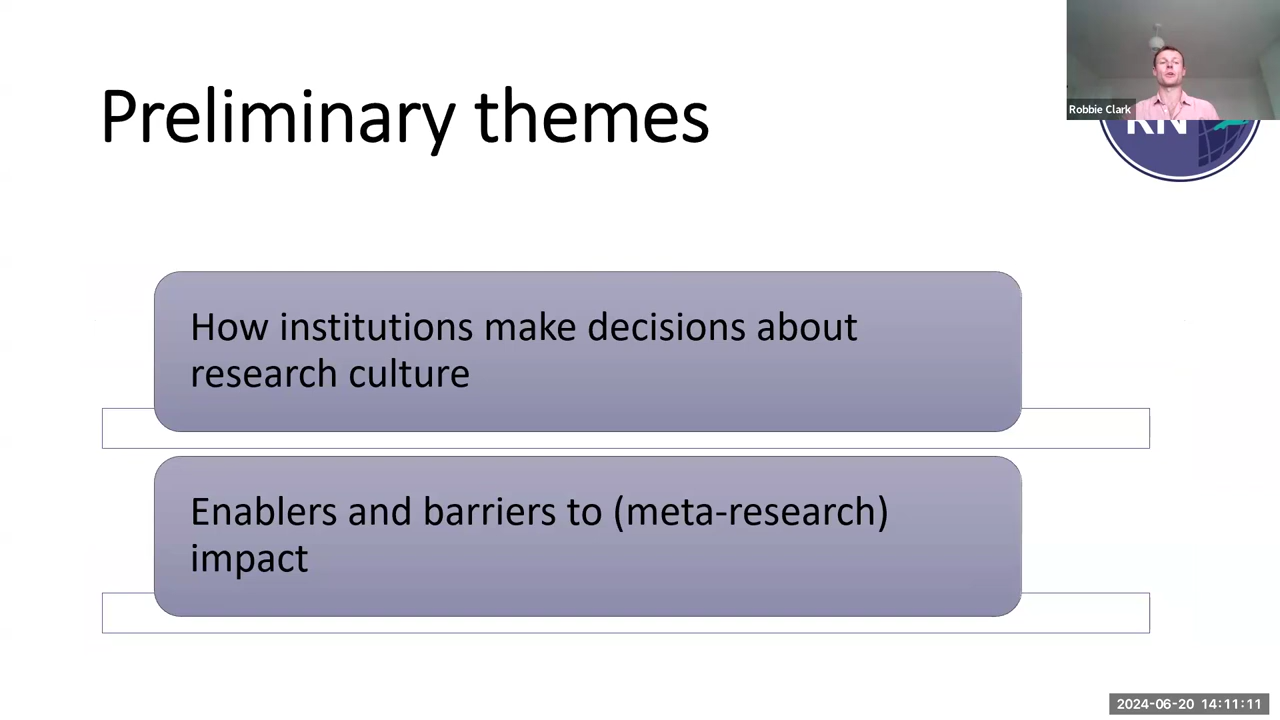 Preliminary themes
Robbie Clark
RN
How institutions make decisions about
research culture
Enablers and barriers to (meta-research)
impact
2024-06-20 14:11:11